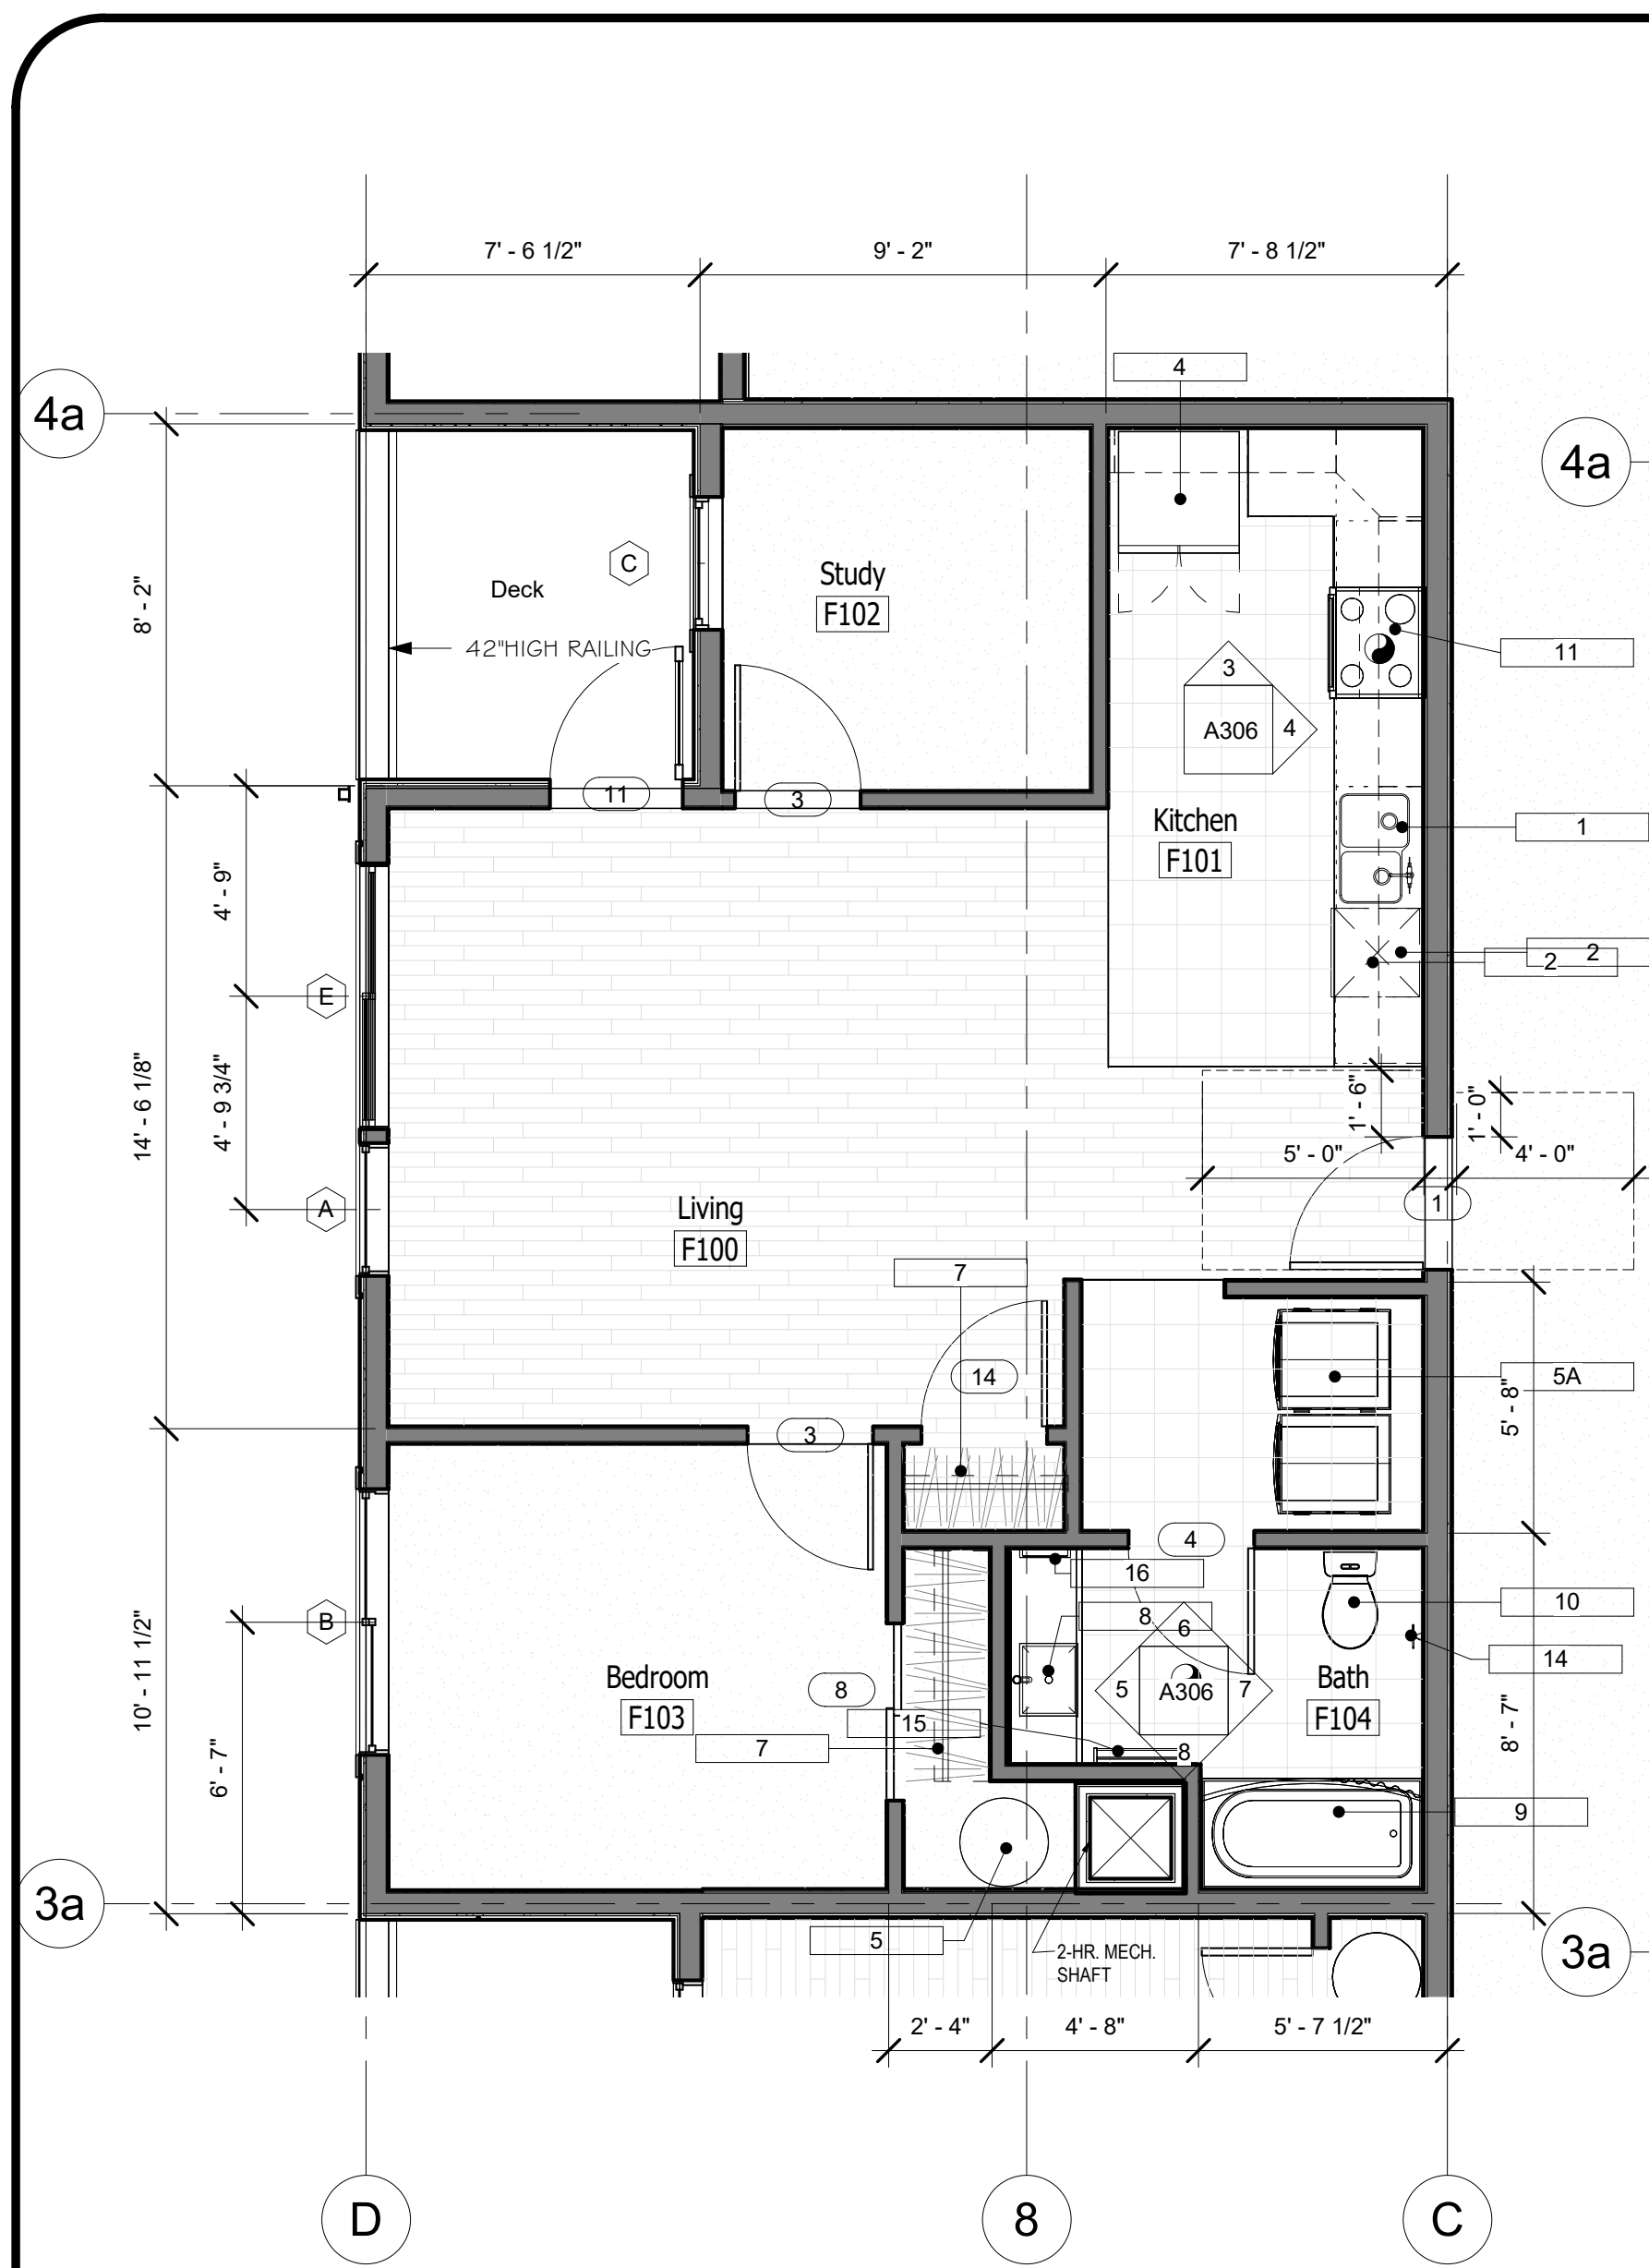 7' - 6 1/2"
9' - 2"
7' - 8 1/2"
4
4a
4a
8' - 2"
C
Deck
Study
F102
42"HIGH RAILING
11
3
A306
4
11
3
Kitchen
F101
1
4' - 9"
2
2
E
14' - 6 1/8"
4' - 9 3/4"
1' - 6"
1' - 0"
5' - 0"
4' - 0"
A
1
Living
F100
7
14
5A
5' - 8"
3
4
16
10
8
6
B
14
10' - 11 1/2"
6' - 7"
Bedroom
F103
8
5
A306
7
Bath
F104
15
7
8
8' - 7"
9
3a
3a
5
2-HR. MECH.
SHAFT
2' - 4"
4' - 8"
5' - 7 1/2"
D
8
C